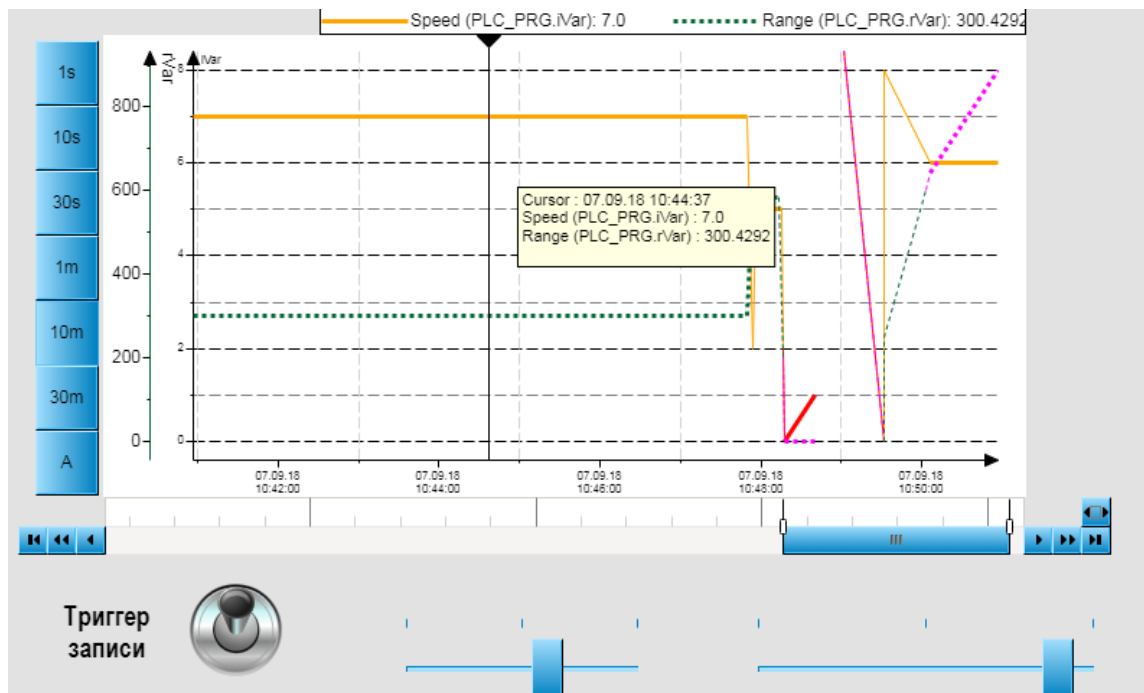 Speed (PLC_PRG.iVar): 7.0
Range (PLC_PRG.rVar): 300.4292
1s
10s
30s
1m
10m
30m
A
rVar
800
600
400
200
0
iVar
8
6
4
2
0
Cursor : 07.09.18 10:44:37
Speed (PLC_PRG.iVar) : 7.0
Range (PLC_PRG.rVar) : 300.4292
07.09.18
10:42:00
07.09.18
10:44:00
07.09.18
10:46:00
07.09.18
10:48:00
07.09.18
10:50:00
Триггер
записи